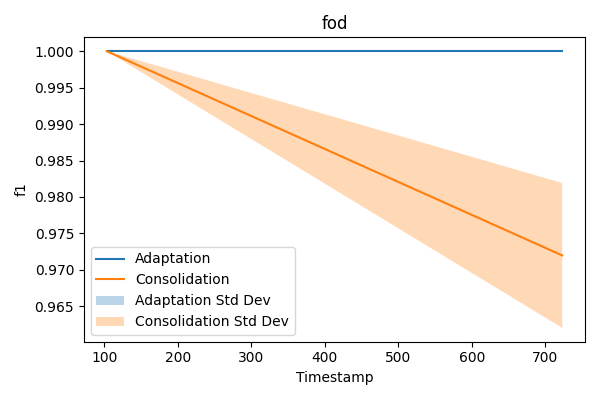 fod
f1
1.000
0.995
0.990
0.985
0.980
0.975
0.970
0.965
Adaptation
Consolidation
Adaptation Std Dev
Consolidation Std Dev
100 200 300 400 500 600 700
Timestamp